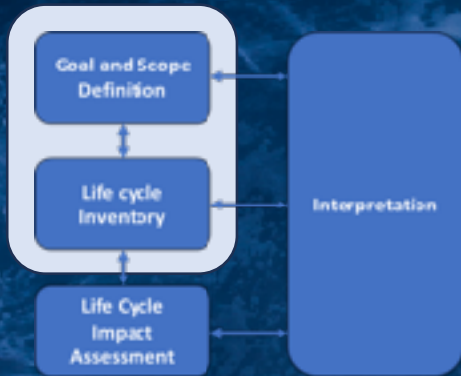 Goal and Scope
Definition
Life cycle
Inventory
Interpretation
Life Cycle
Impact
Assessment